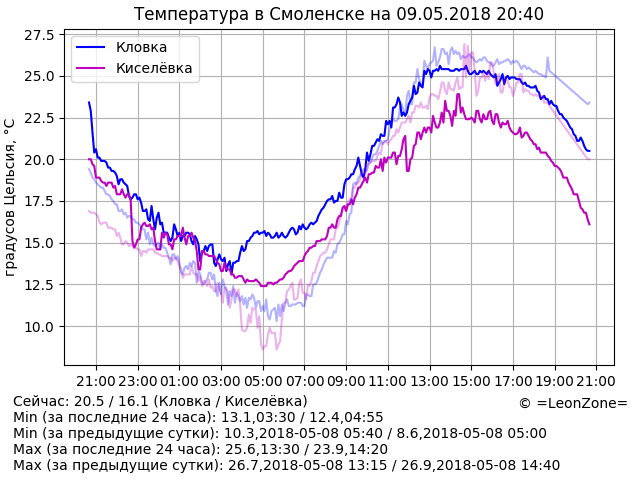 Температура в Смоленске на 09.05.2018 20:40
градусов Цельсия, °C
27.5
25.0
22.5
20.0
17.5
15.0
12.5
10.0
Кловка
Киселёвка
21:00 23:00 01:00 03:00 05:00 07:00 09:00 11:00 13:00 15:00 17:00 19:00 21:00
© =LeonZone=
Сейчас: 20.5 / 16.1 (Кловка / Киселёвка)
Min (за последние 24 часа): 13.1,03:30 / 12.4,04:55
Min (за предыдущие сутки): 10.3,2018-05-08 05:40 / 8.6,2018-05-08 05:00
Max (за последние 24 часа): 25.6,13:30 / 23.9,14:20
Max (за предыдущие сутки): 26.7,2018-05-08 13:15 / 26.9,2018-05-08 14:40